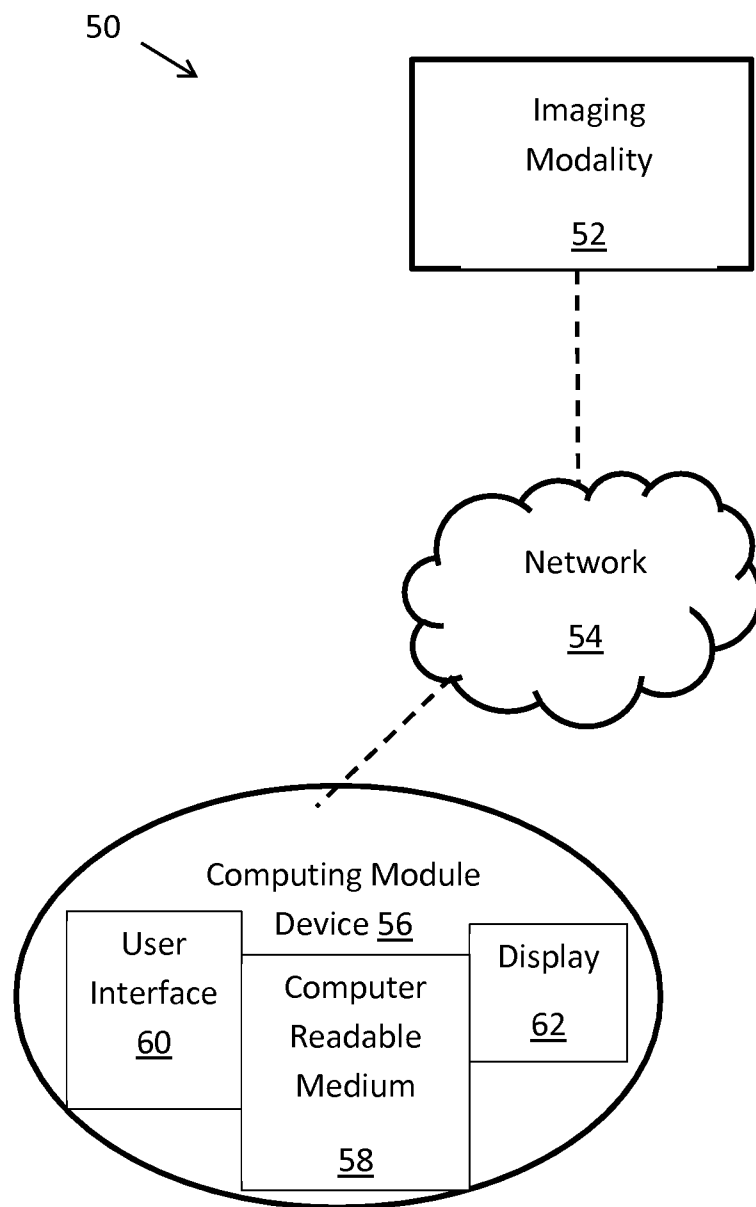 50
Imaging
Modality
52
Network
54
Computing Module
Device 56
User
Interface
60
Computer
Readable
Medium
58
Display
62